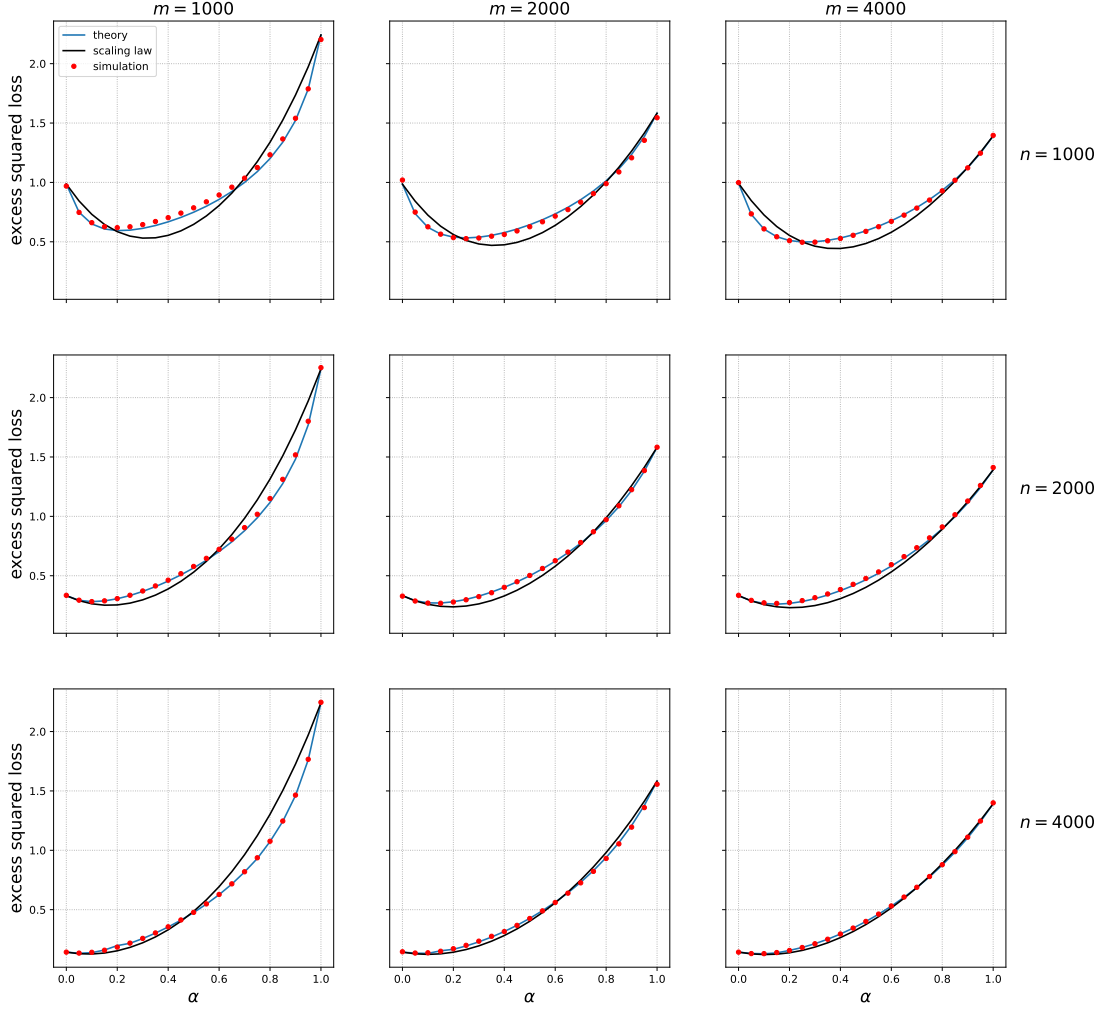 m = 1000
m = 2000
m = 4000
theory
scaling law
simulation
excess squared loss
2.0
1.5
1.0
0.5
n = 1000
excess squared loss
2.0
1.5
1.0
0.5
n = 2000
excess squared loss
2.0
1.5
1.0
0.5
n = 4000
0.0 0.2 0.4 0.6 0.8 1.0
0.0 0.2 0.4 0.6 0.8 1.0
0.0 0.2 0.4 0.6 0.8 1.0
α
α
α